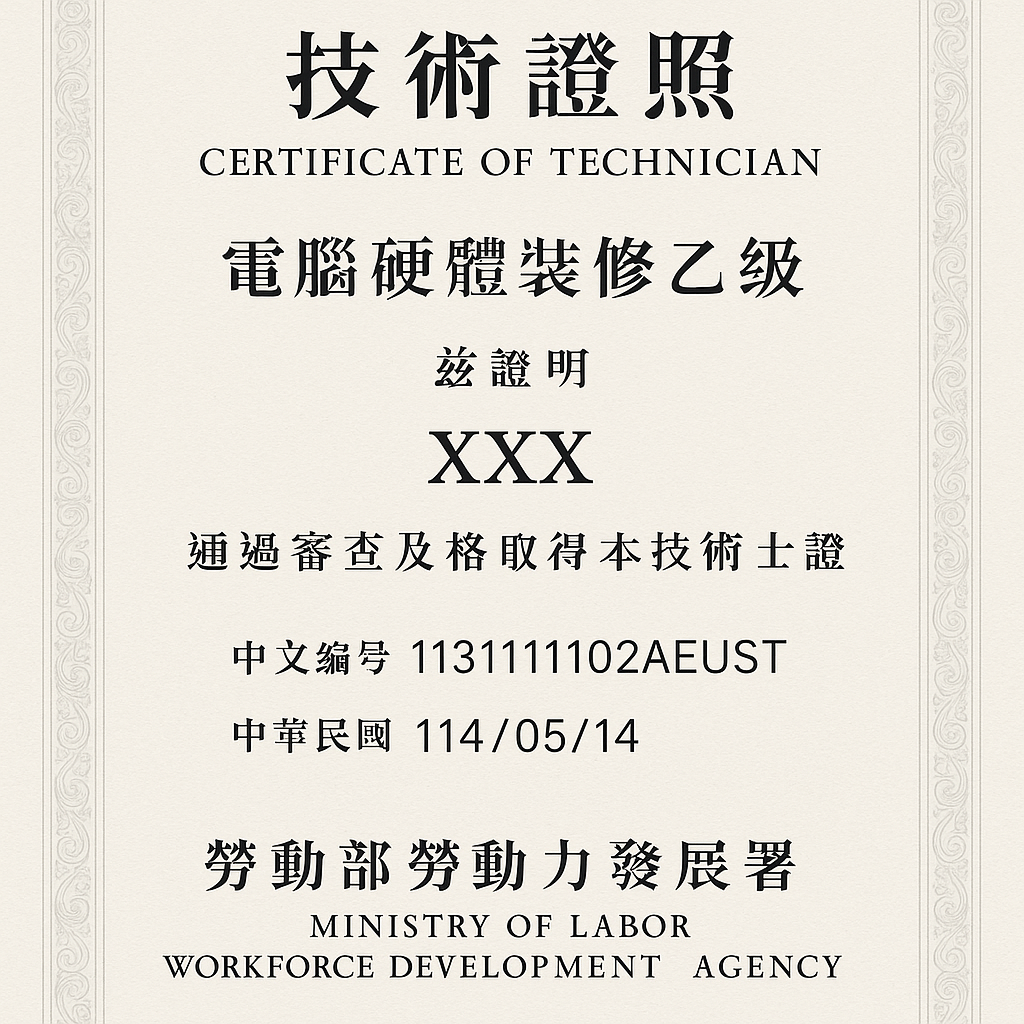 技術證照
CERTIFICATE OF TECHNICIAN
電腦硬體裝修乙级
兹證明
XXX
通過審查及格取得本技術士證
中文編号 1131111102AEUST
中華民國 114/05/14
勞動部勞動力發展署
MINISTRY OF LABOR
WORKFORCE DEVELOPMENT AGENCY